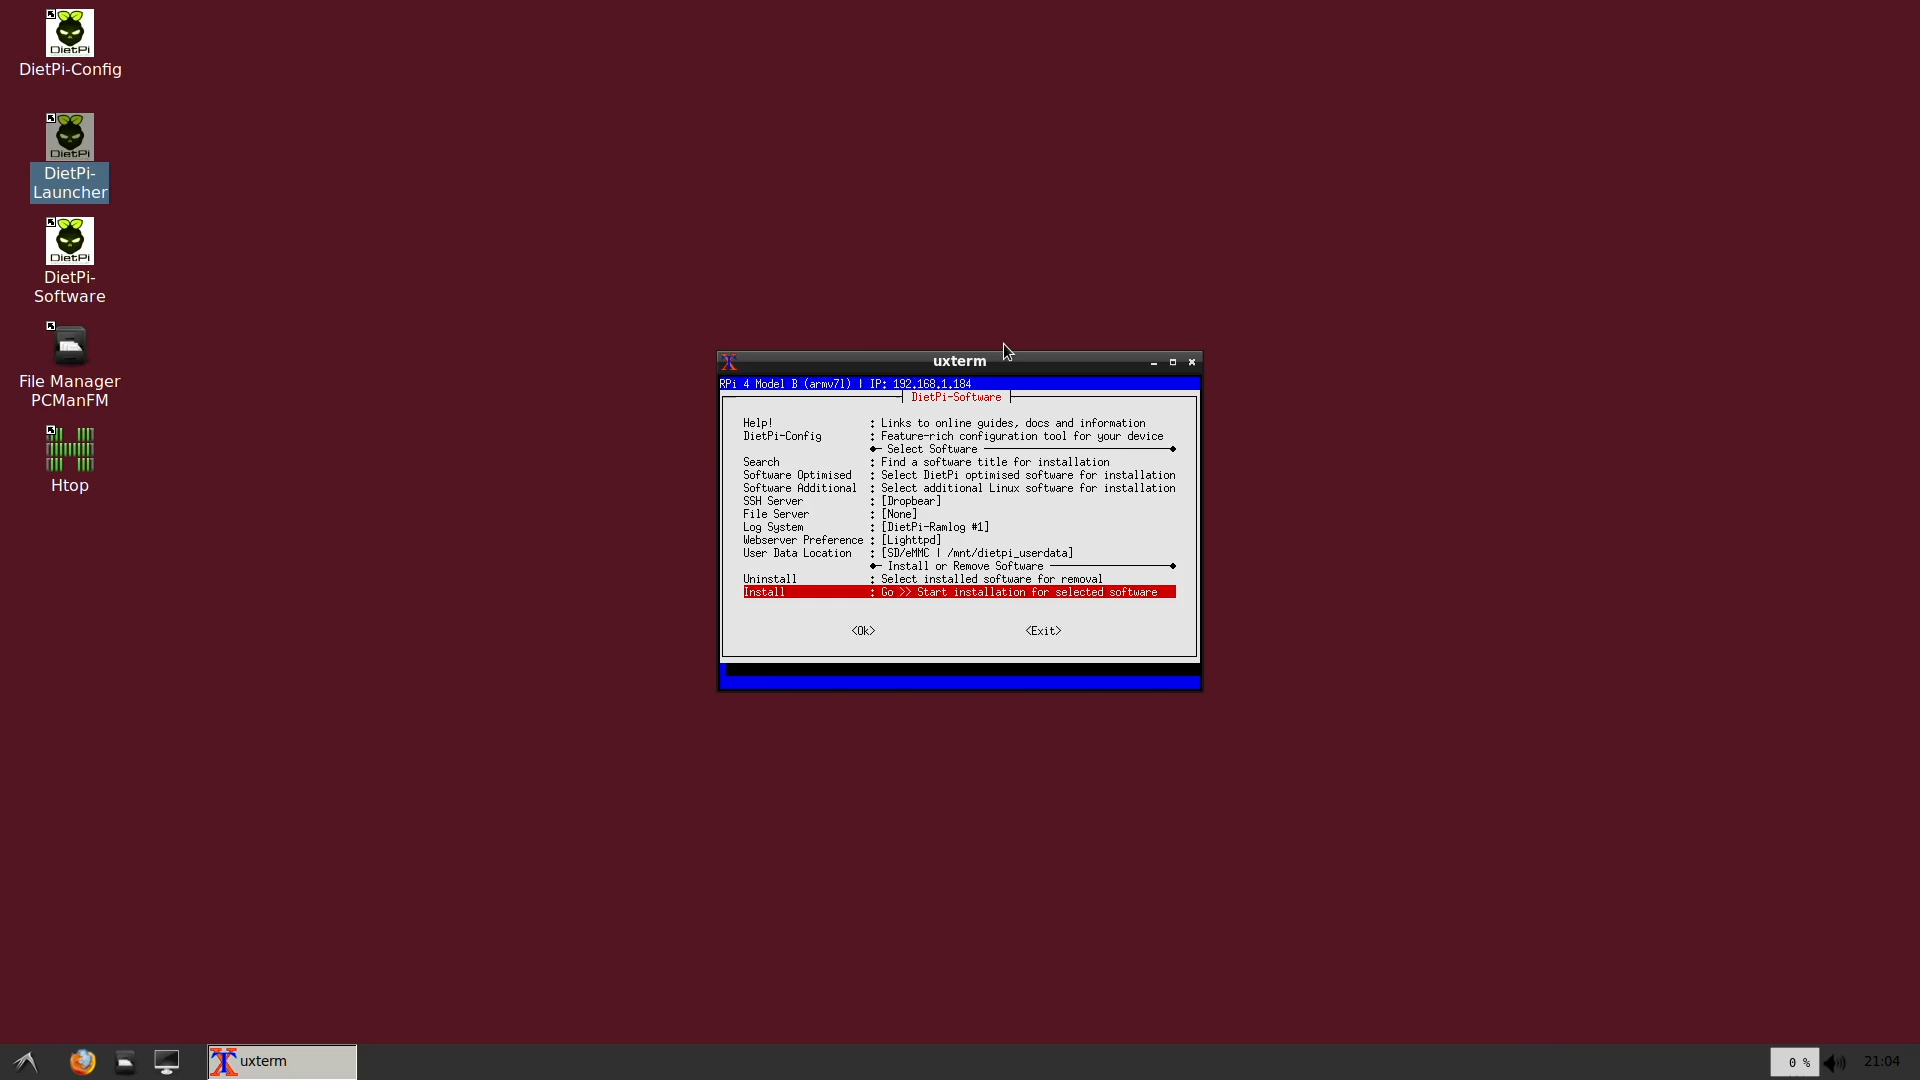 DietPi
DietPi-Config
DietPi
DietPi-
Launcher
DietPi
DietPi-
Software
File Manager
PCManFM
Htop
uxterm
RPi 4 Model B (armv7l) | IP: 192.168.1.184
DietPi-Software
Help! : Links to online guides, docs and information
DietPi-Config : Feature-rich configuration tool for your device
Select Software
Search : Find a software title for installation
Software Optimised : Select DietPi optimised software for installation
Software Additional : Select additional Linux software for installation
SSH Server : [Dropbear]
File Server : [None]
Log System : [DietPi-Ramlog #1]
Webserver Preference : [Lighttpd]
User Data Location : [SD/eMMC | /mnt/dietpi_userdata]
Install or Remove Software
Uninstall : Select installed software for removal
Install : Go >> Start installation for selected software
<Ok> <Exit>
uxterm
0 %
21:04